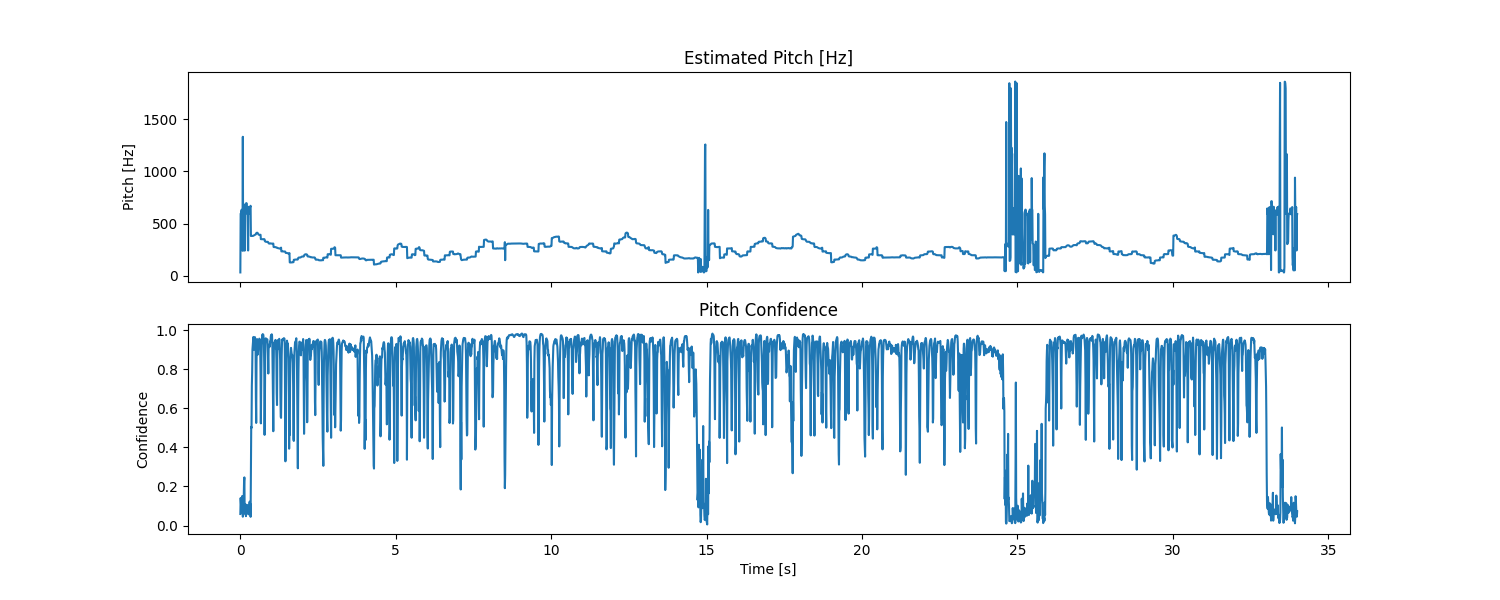 Estimated Pitch [Hz]
Pitch [Hz]
1500
1000
500
0
Pitch Confidence
Confidence
1.0
0.8
0.6
0.4
0.2
0.0
0 5 10 15 20 25 30 35
Time [s]